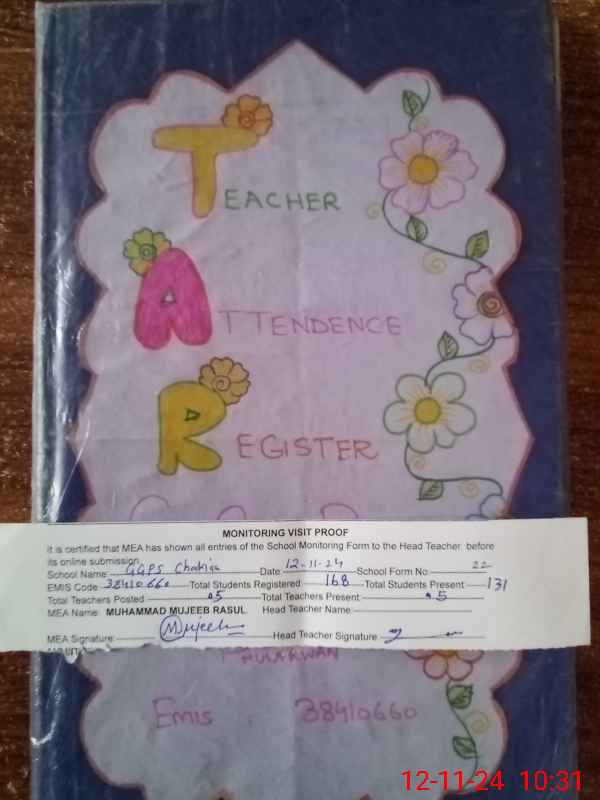 TEACHER
ATTENDENCE
REGISTER
MONITORING VISIT PROOF
It is certified that MEA has shown all entries of the School Monitoring Form to the Head Teacher before
its online submission
School Name: GGPS Date 12-11-24 School Form No 22
EMIS Code 38410660 Total Students Registered 168 Total Students Present 131
Total Teachers Posted 05 Total Teachers Present 05
MEA Name: MUHAMMAD MUJEEB RASUL Head Teacher Name
MEA Signature Mujeeb Head Teacher Signature
Emis 38410660
12-11-24 10:31